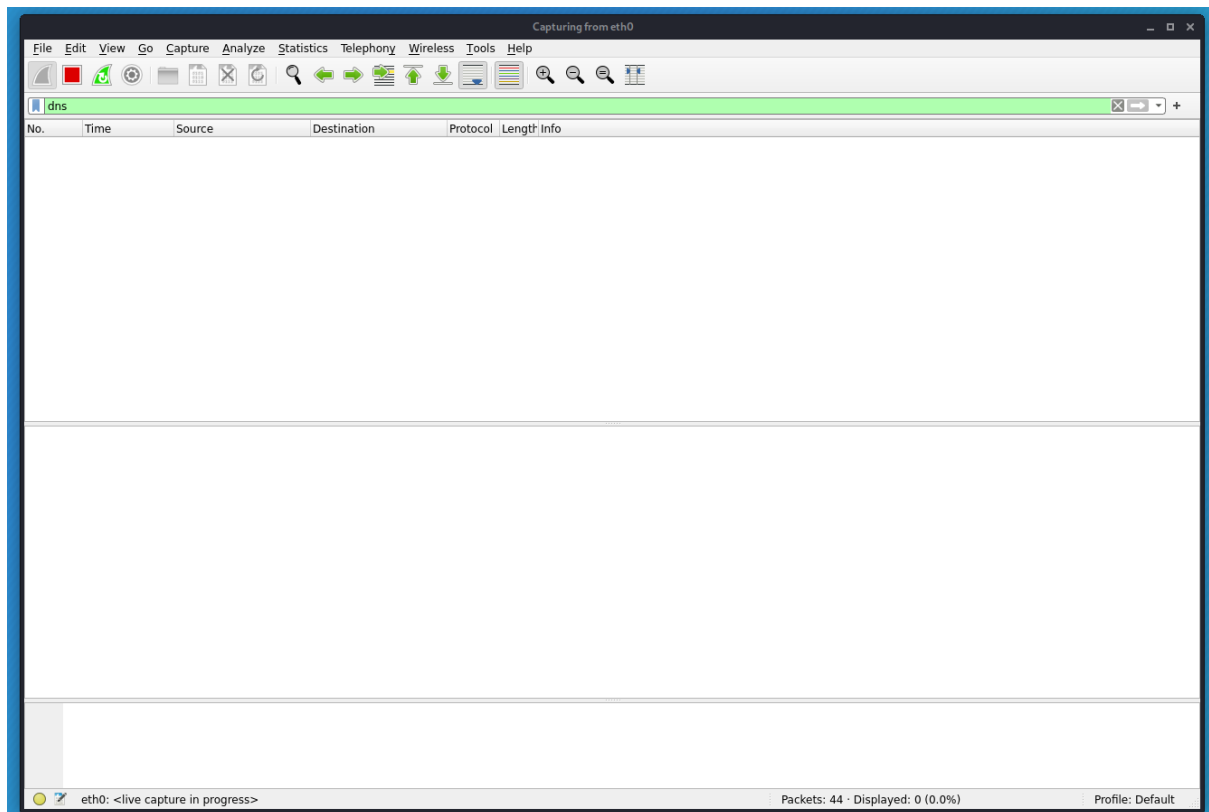 Capturing from eth0
File Edit View Go Capture Analyze Statistics Telephony Wireless Tools Help
dns
No. Time Source Destination Protocol Length Info
eth0: <live capture in progress> Packets: 44 · Displayed: 0 (0.0%) Profile: Default